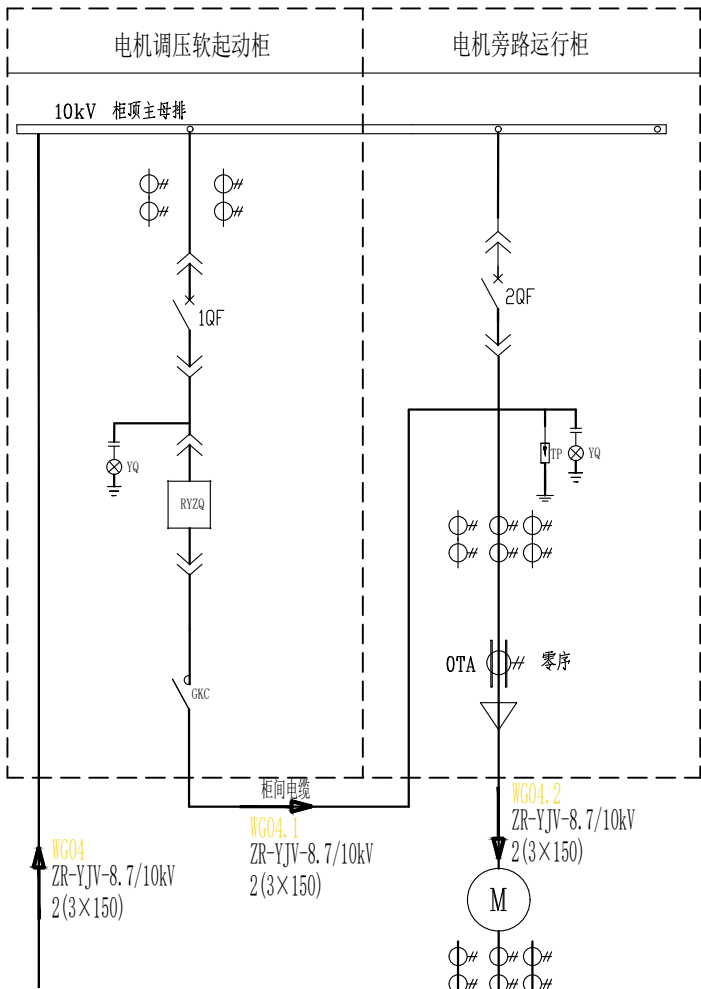 电机调压软起动柜
电机旁路运行柜
10kV 柜顶主母排
1QF
2QF
YQ
TP
YQ
RYZQ
0TA
零序
GKC
柜间电缆
WG04.1
ZR-YJV-8.7/10kV
2(3×150)
WG04.2
ZR-YJV-8.7/10kV
2(3×150)
WG04
ZR-YJV-8.7/10kV
2(3×150)
M